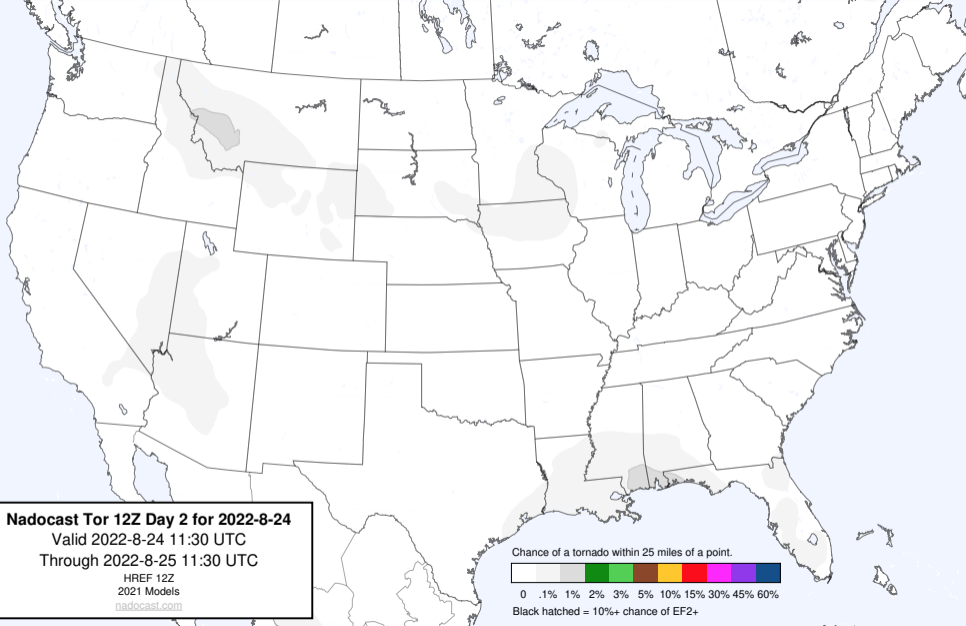 Nadocast Tor 12Z Day 2 for 2022-8-24
Valid 2022-8-24 11:30 UTC
Through 2022-8-25 11:30 UTC
HREF 12Z
2021 Models
nadocast.com
Chance of a tornado within 25 miles of a point.
0 .1% 1% 2% 3% 5% 10% 15% 30% 45% 60%
Black hatched = 10%+ chance of EF2+